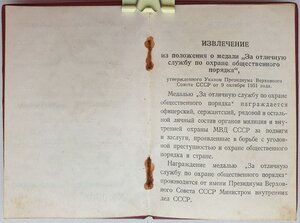 ИЗВЛЕЧЕНИЕ
из положения о медали „За отличную
службу по охране общественного
порядка“,
утвержденного Указом Президиума Верховного
Совета СССР от 9 октября 1951 года.
Медалью „За отличную службу по охране
общественного порядка“ награждается
офицерский, сержантский, рядовой и осталь-
ной личный состав органов милиции и внут-
ренней охраны МВД СССР за подвиги
и заслуги, проявленные в борьбе с уголов-
ной преступностью и охране общественного
порядка в стране.
Награждение медалью „За отличную
службу по охране общественного порядка“
производится от имени Президиума Верхов-
ного Совета СССР Министром внутренних
дел СССР.